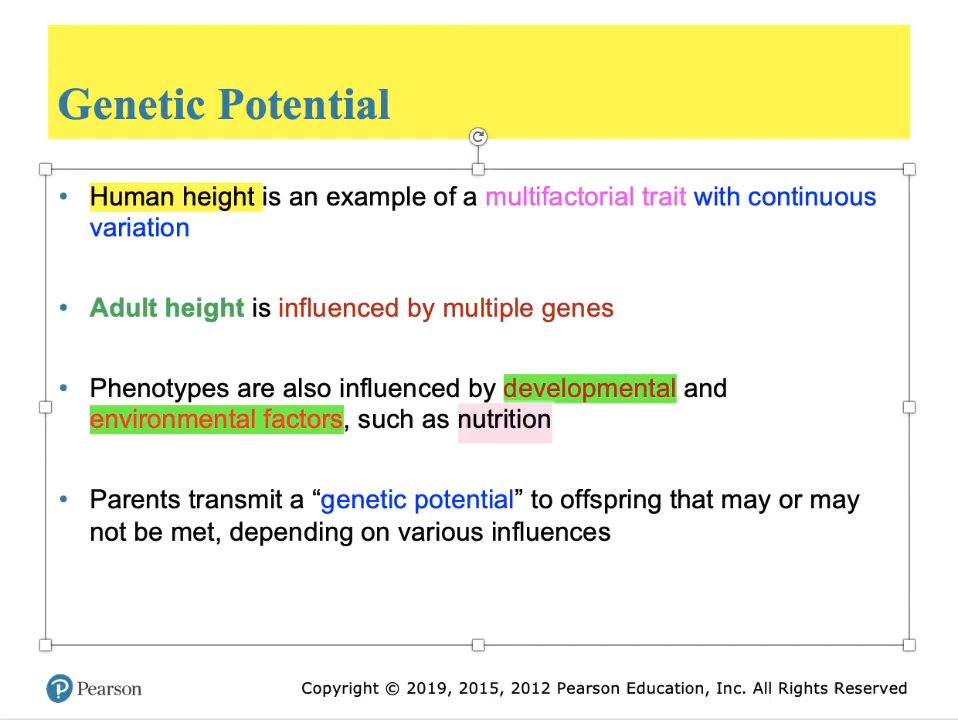 Genetic Potential
• Human height is an example of a multifactorial trait with continuous
variation
• Adult height is influenced by multiple genes
• Phenotypes are also influenced by developmental and
environmental factors, such as nutrition
• Parents transmit a “genetic potential” to offspring that may or may
not be met, depending on various influences
Pearson
Copyright © 2019, 2015, 2012 Pearson Education, Inc. All Rights Reserved